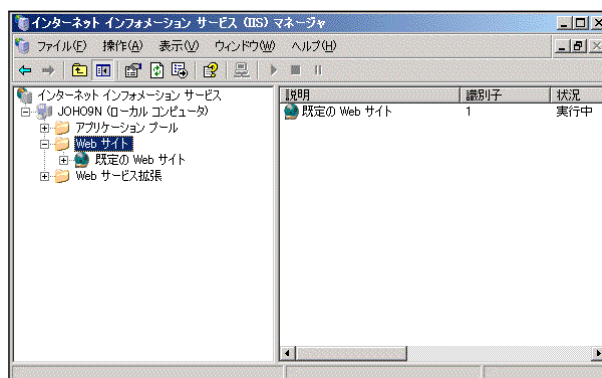 インターネット インフォメーション サービス (IIS) マネージャ
ファイル(F) 操作(A) 表示(V) ウィンドウ(W) ヘルプ(H)
インターネット インフォメーション サービス
JOHO9N (ローカル コンピュータ)
アプリケーション プール
Web サイト
既定の Web サイト
Web サービス拡張
説明 識別子 状況
既定の Web サイト 1 実行中